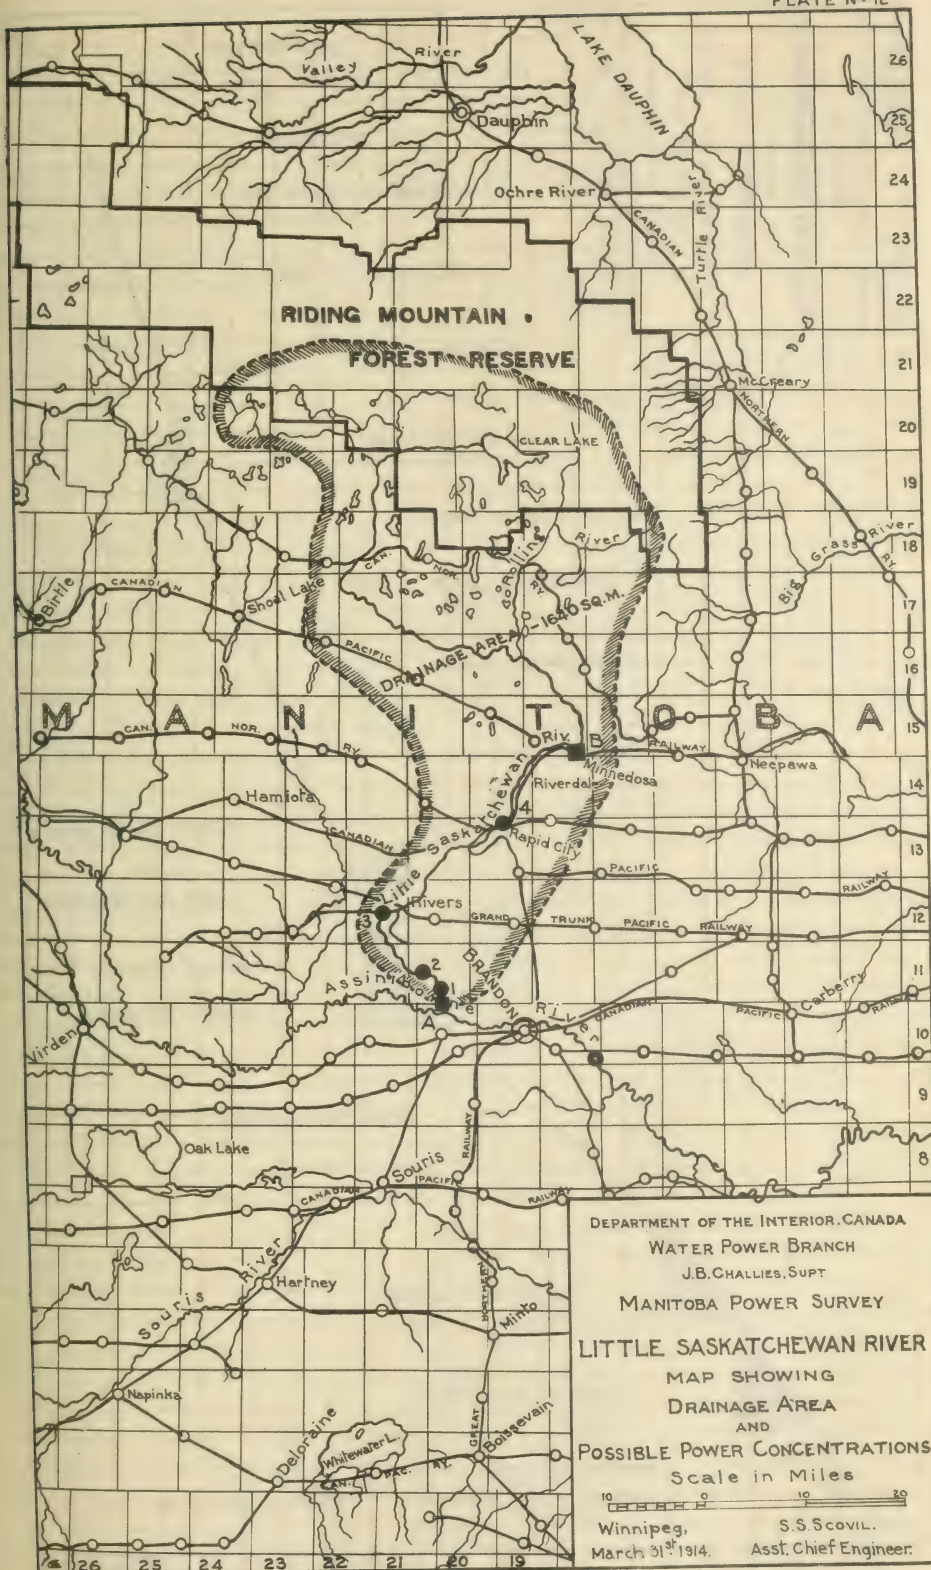 PLATE Nº 12
River
Valley
LAKE DAUPHIN
26
Dauphin
25
Ochre River
24
Turtle River
CANADIAN
23
22
RIDING MOUNTAIN
FOREST RESERVE
21
McCreary
NORTHERN
20
CLEAR LAKE
19
River
Rolling
Big Grass River
18
CAN. NOR. RY.
RY.
Birtle
CANADIAN
Shoal Lake
17
DRAINAGE AREA - 1640 SQ. M.
PACIFIC
16
MANITOBA
15
CAN. NOR. RY.
Riv.
B
RAILWAY
Minnedosa
Neepawa
Riverdale
14
Hamiota
4
Little Saskatchewan
CANADIAN
Rapid City
13
PACIFIC
RAILWAY
Rivers
3
GRAND TRUNK PACIFIC RAILWAY
12
2
11
1
Assiniboine River
BRANDON
A
CANADIAN PACIFIC RAILWAY
Carberry
Virden
10
9
RAILWAY
Oak Lake
8
Souris
CANADIAN PACIFIC RAILWAY
Souris River
Hartney
NORTHERN
Minto
Napinka
Deloraine
GREAT
Boissevain
Whitewater L.
CAN. PAC. RY.
26 25 24 23 22 21 20 19
DEPARTMENT OF THE INTERIOR. CANADA
WATER POWER BRANCH
J.B. CHALLIES, SUPT
MANITOBA POWER SURVEY
LITTLE SASKATCHEWAN RIVER
MAP SHOWING
DRAINAGE AREA
AND
POSSIBLE POWER CONCENTRATIONS
Scale in Miles
10 0 10 20
Winnipeg, S.S. SCOVIL.
March 31st 1914. Asst. Chief Engineer.